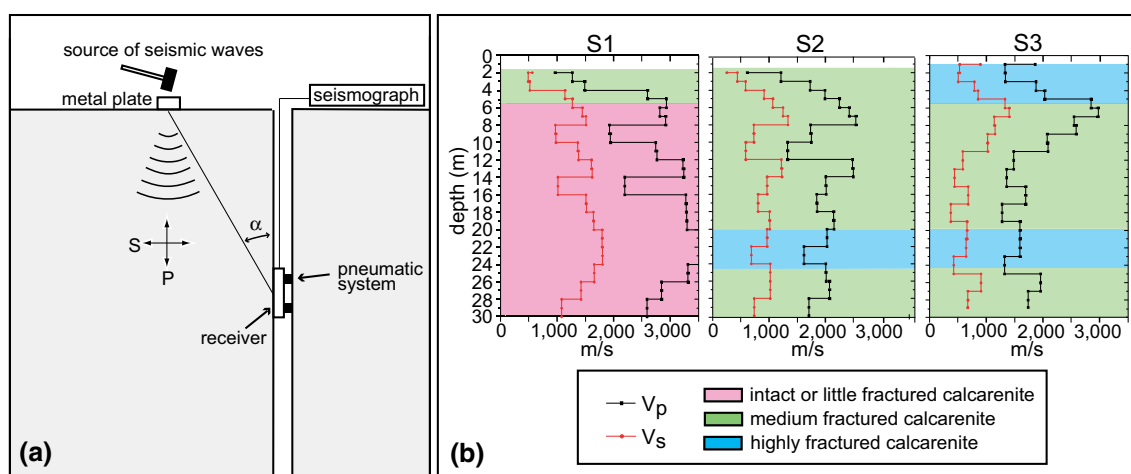 (a)
source of seismic waves
metal plate
seismograph
α
S
P
pneumatic
system
receiver
(b)
S1 S2 S3
depth (m)
0
2
4
6
8
10
12
14
16
18
20
22
24
26
28
30
0 1,000 2,000 3,000
m/s
0 1,000 2,000 3,000
m/s
0 1,000 2,000 3,000
m/s
Vp
Vs
intact or little fractured calcarenite
medium fractured calcarenite
highly fractured calcarenite